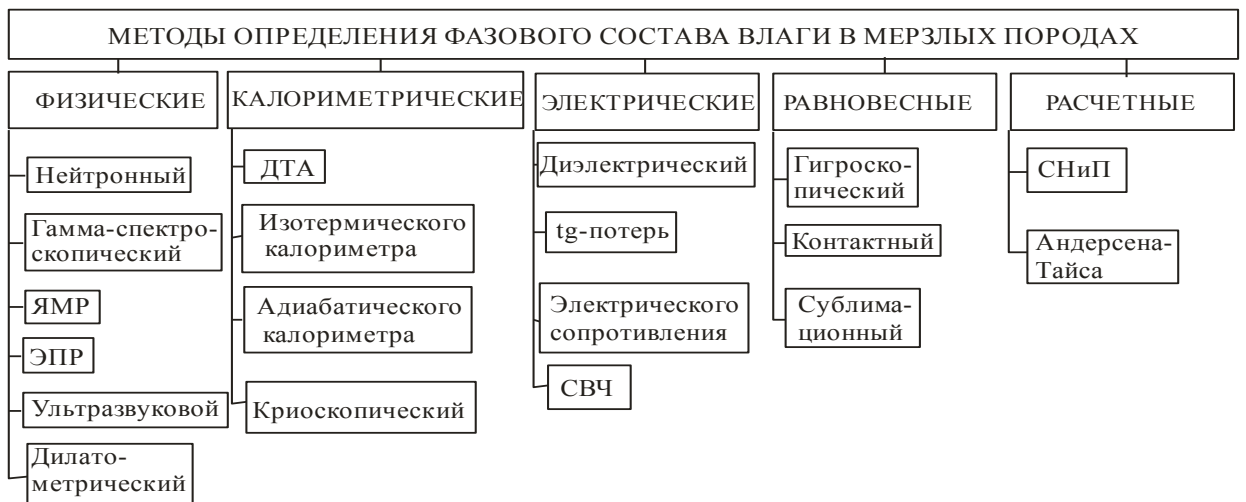 МЕТОДЫ ОПРЕДЕЛЕНИЯ ФАЗОВОГО СОСТАВА ВЛАГИ В МЕРЗЛЫХ ПОРОДАХ
ФИЗИЧЕСКИЕ
Нейтронный
Гамма-спектро-
скопический
ЯМР
ЭПР
Ультразвуковой
Дилато-
метрический
КАЛОРИМЕТРИЧЕСКИЕ
ДТА
Изотермического
калориметра
Адиабатического
калориметра
Криоскопический
ЭЛЕКТРИЧЕСКИЕ
Диэлектрический
tg-потерь
Электрического
сопротивления
СВЧ
РАВНОВЕСНЫЕ
Гигроско-
пический
Контактный
Сублима-
ционный
РАСЧЕТНЫЕ
СНиП
Андерсена-
Тайса